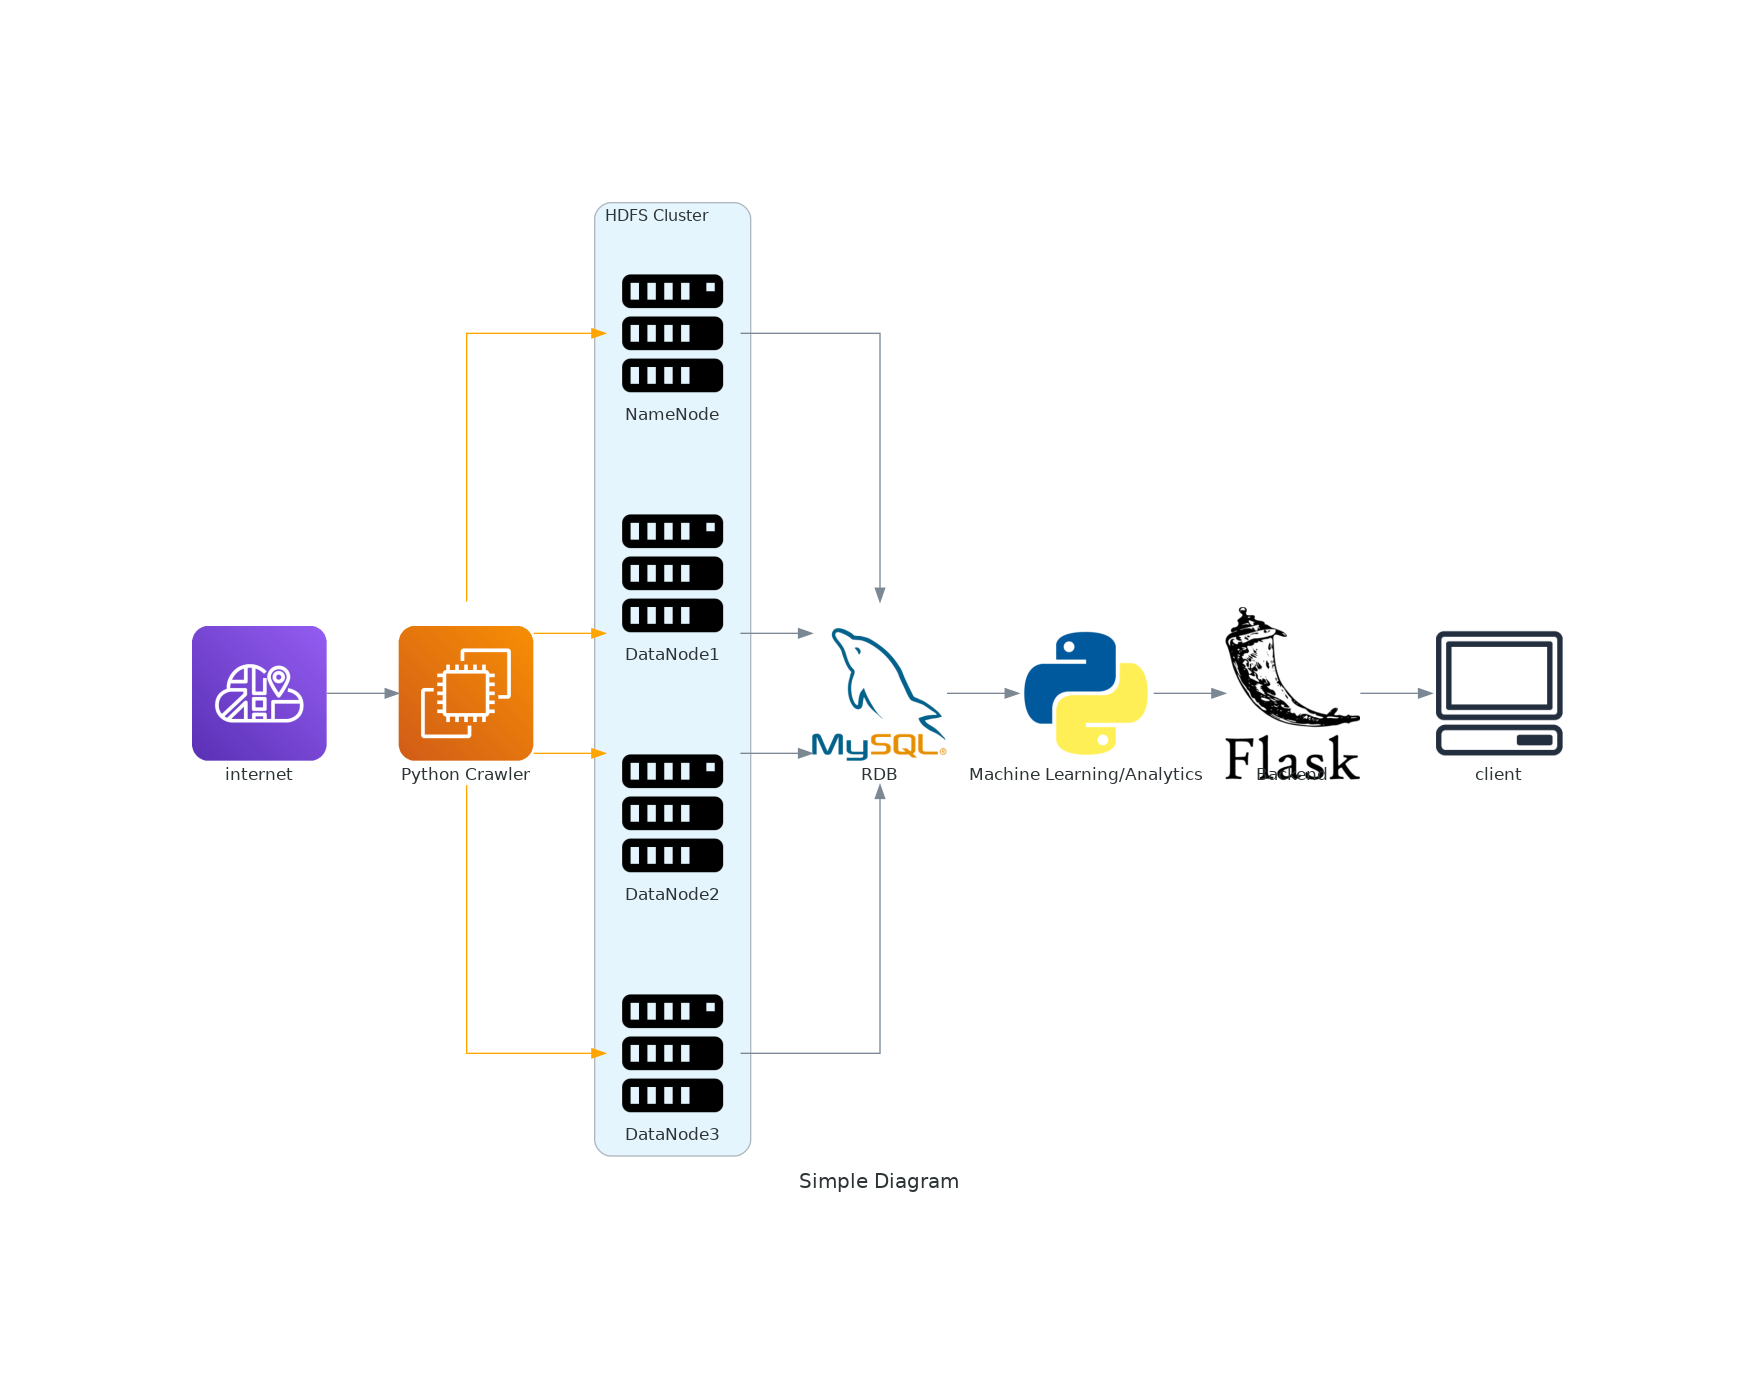 HDFS Cluster
NameNode
DataNode1
DataNode2
DataNode3
internet
Python Crawler
MySQL®
RDB
Machine Learning/Analytics
Flask
Backend
client
Simple Diagram